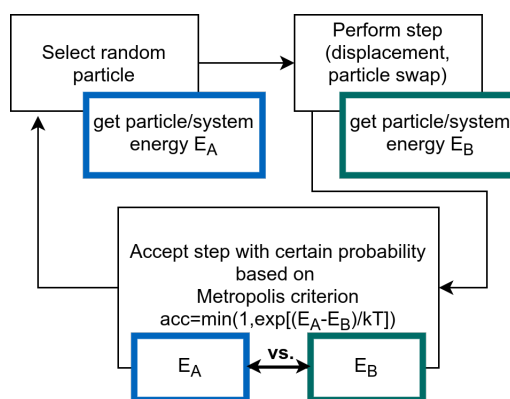 Select random
particle
get particle/system
energy E_A
Perform step
(displacement,
particle swap)
get particle/system
energy E_B
Accept step with certain probability
based on
Metropolis criterion
acc=min(1,exp[(E_A-E_B)/kT])
E_A
vs.
E_B